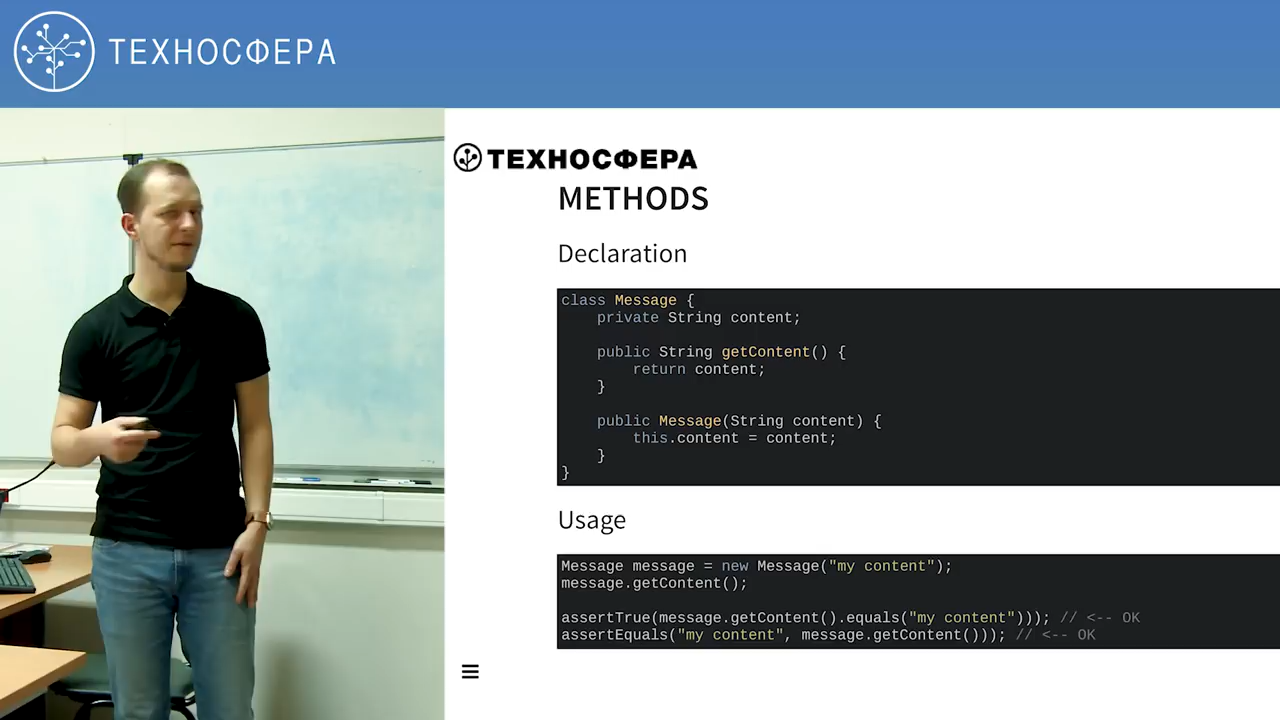 ТЕХНОСФЕРА
ТЕХНОСФЕРА
METHODS
Declaration
class Message {
    private String content;
    public String getContent() {
        return content;
    }
    public Message(String content) {
        this.content = content;
    }
}
Usage
Message message = new Message("my content");
message.getContent();
assertTrue(message.getContent().equals("my content"))); // <-- OK
assertEquals("my content", message.getContent())); // <-- OK